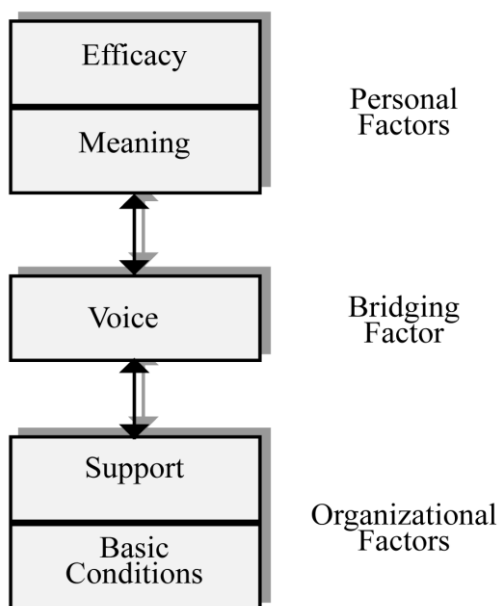 Efficacy
Personal
Factors
Meaning
Voice
Bridging
Factor
Support
Organizational
Factors
Basic
Conditions